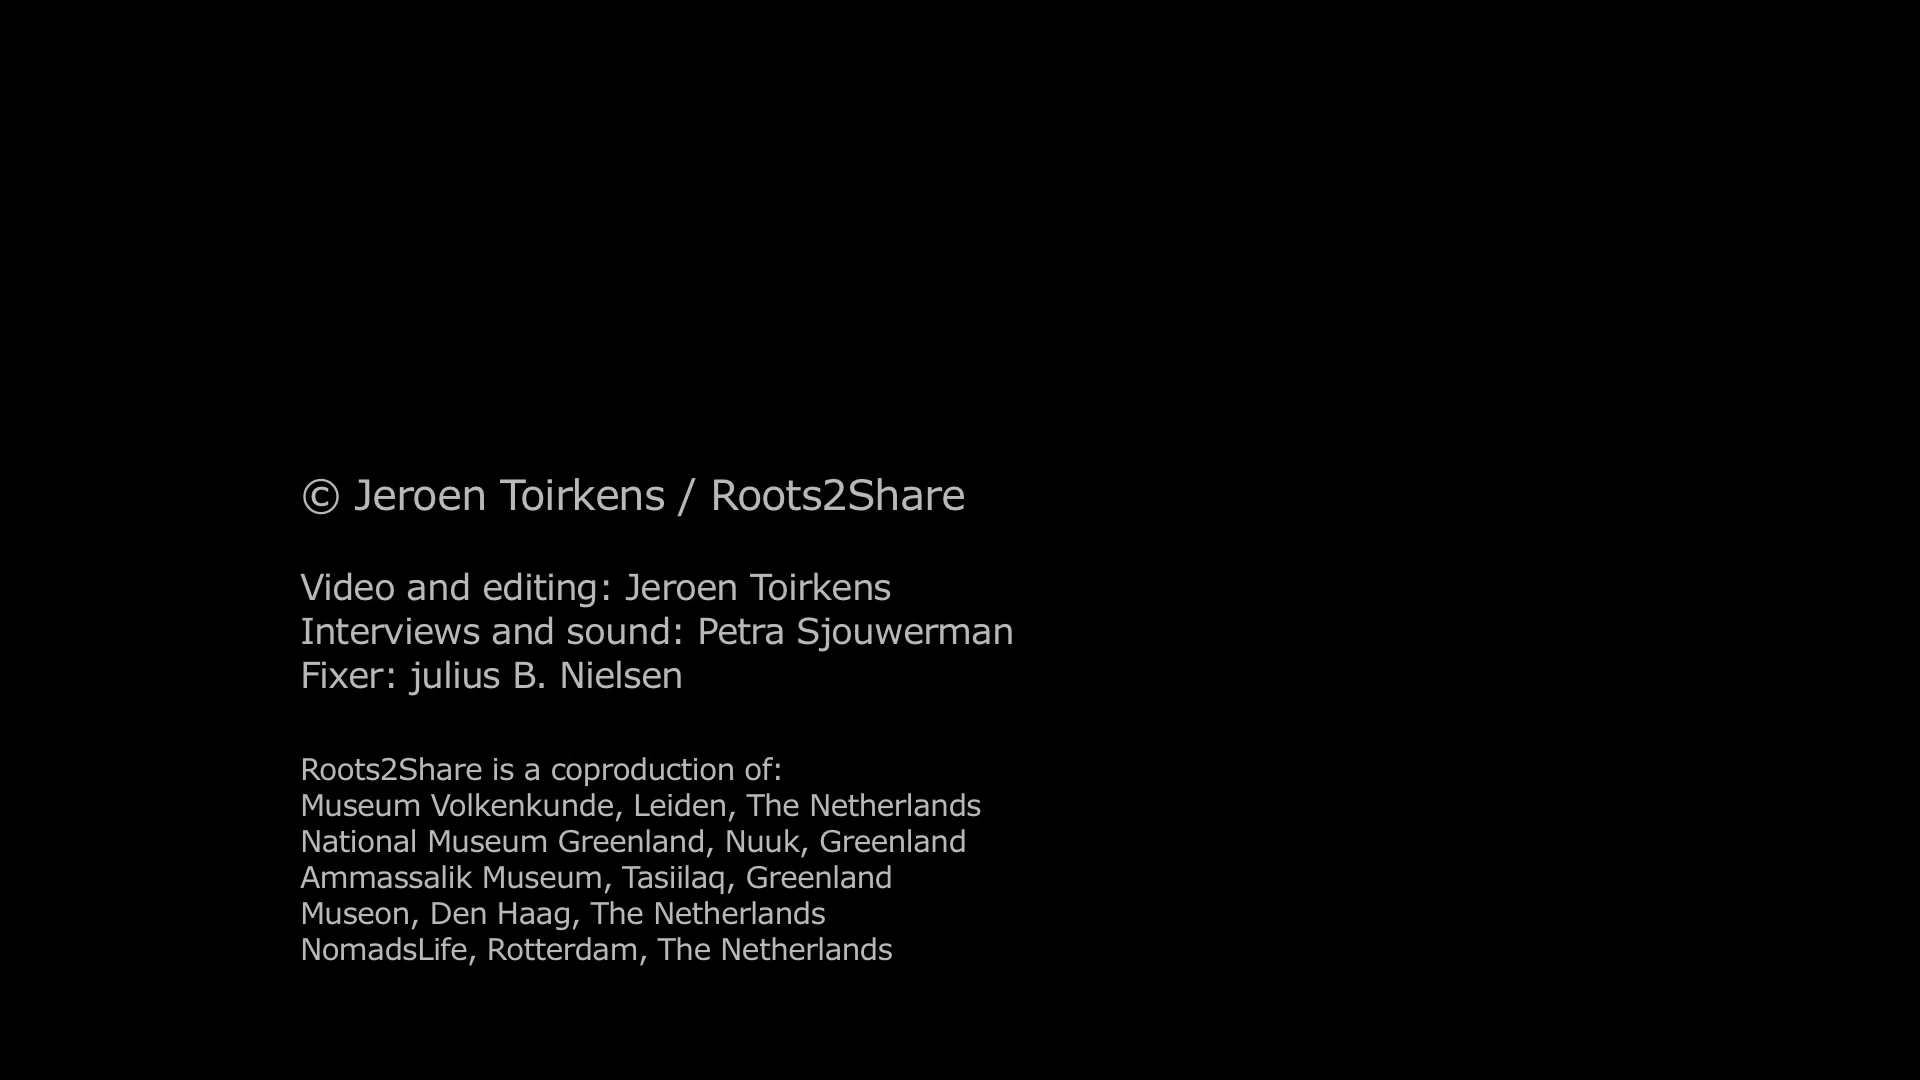 © Jeroen Toirkens / Roots2Share
Video and editing: Jeroen Toirkens
Interviews and sound: Petra Sjouwerman
Fixer: julius B. Nielsen
Roots2Share is a coproduction of:
Museum Volkenkunde, Leiden, The Netherlands
National Museum Greenland, Nuuk, Greenland
Ammassalik Museum, Tasiilaq, Greenland
Museon, Den Haag, The Netherlands
NomadsLife, Rotterdam, The Netherlands